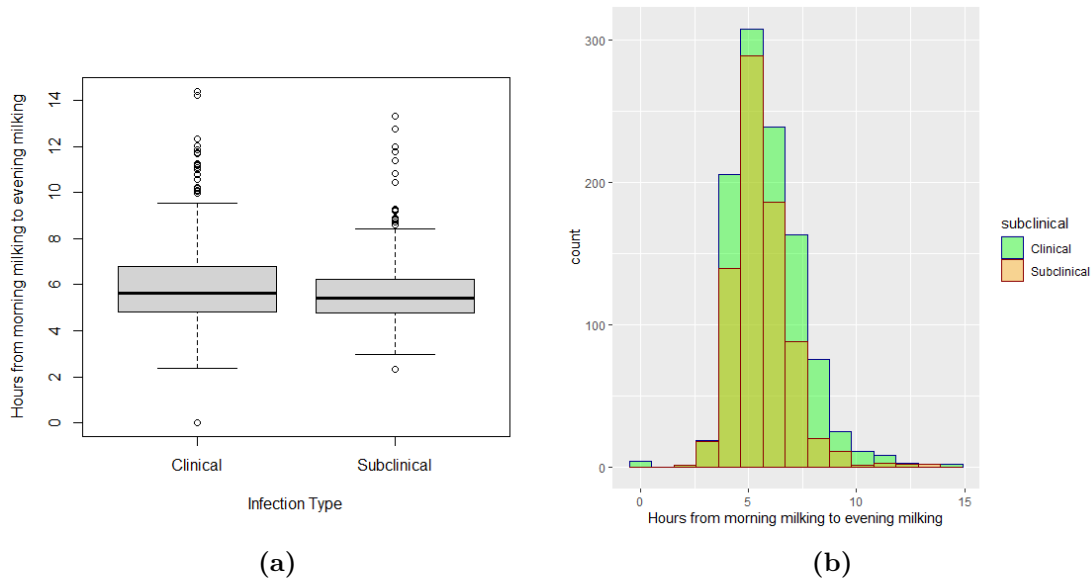 Hours from morning milking to evening milking
14
12
10
8
6
4
2
0
Clinical
Subclinical
Infection Type
(a)
300
200
100
0
count
0
5
10
15
Hours from morning milking to evening milking
subclinical
Clinical
Subclinical
(b)